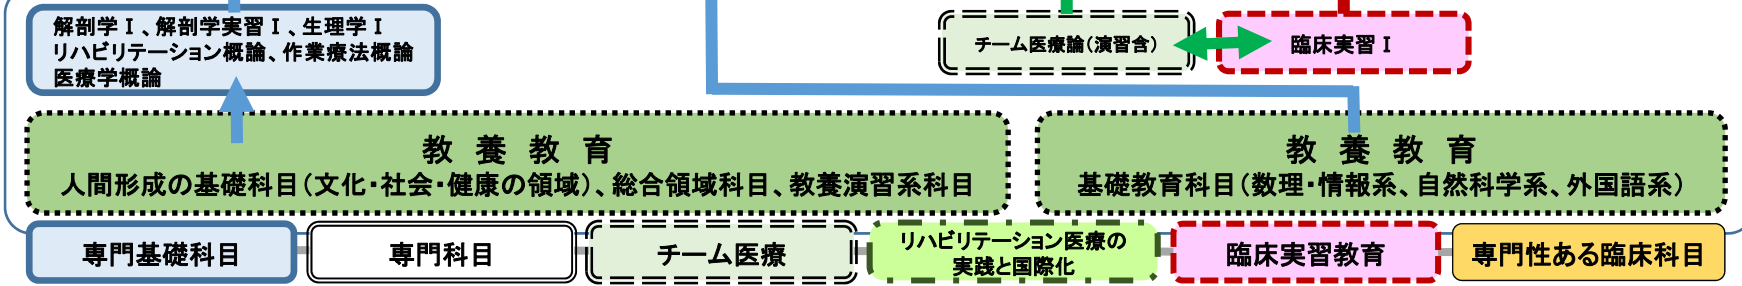 解剖学Ⅰ、解剖学実習Ⅰ、生理学Ⅰ
リハビリテーション概論、作業療法概論
医療学概論
チーム医療論(演習含)
臨床実習Ⅰ
教 養 教 育
人間形成の基礎科目(文化・社会・健康の領域)、総合領域科目、教養演習系科目
教 養 教 育
基礎教育科目(数理・情報系、自然科学系、外国語系)
専門基礎科目
専門科目
チーム医療
リハビリテーション医療の
実践と国際化
臨床実習教育
専門性ある臨床科目